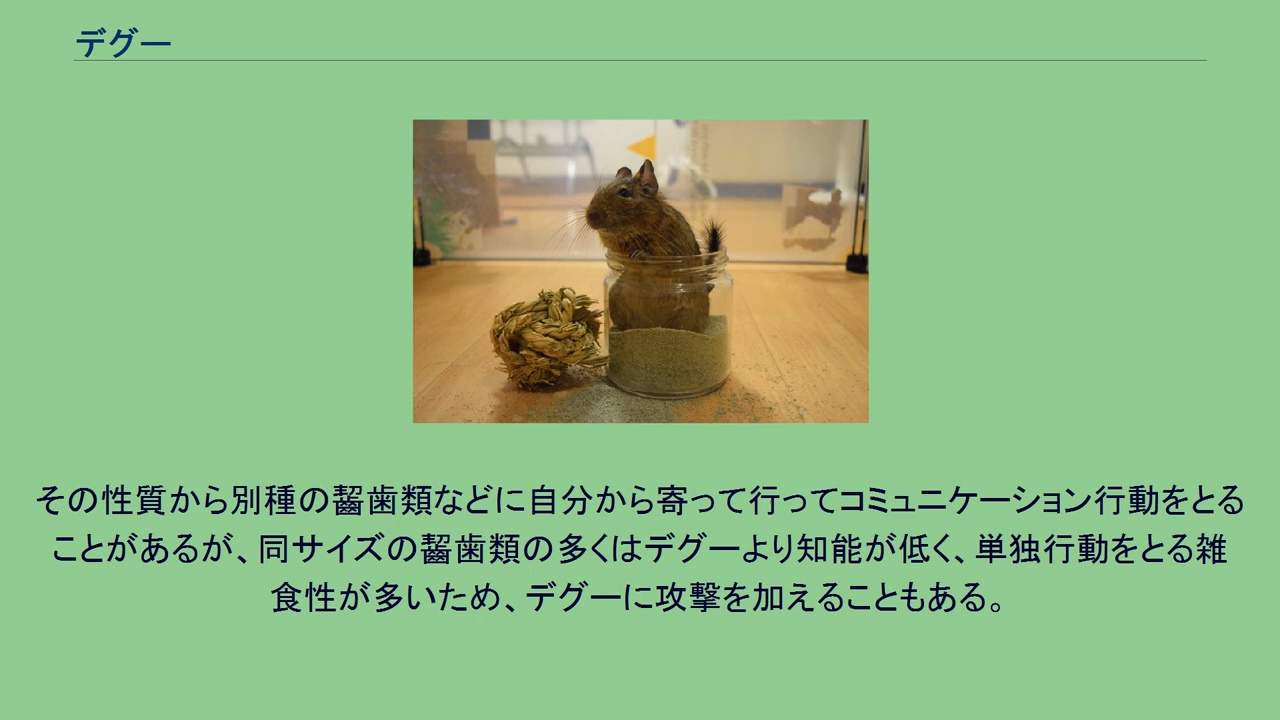 デグー
その性質から別種の齧歯類などに自分から寄って行ってコミュニケーション行動をとる
ことがあるが、同サイズの齧歯類の多くはデグーより知能が低く、単独行動をとる雑
食性が多いため、デグーに攻撃を加えることもある。